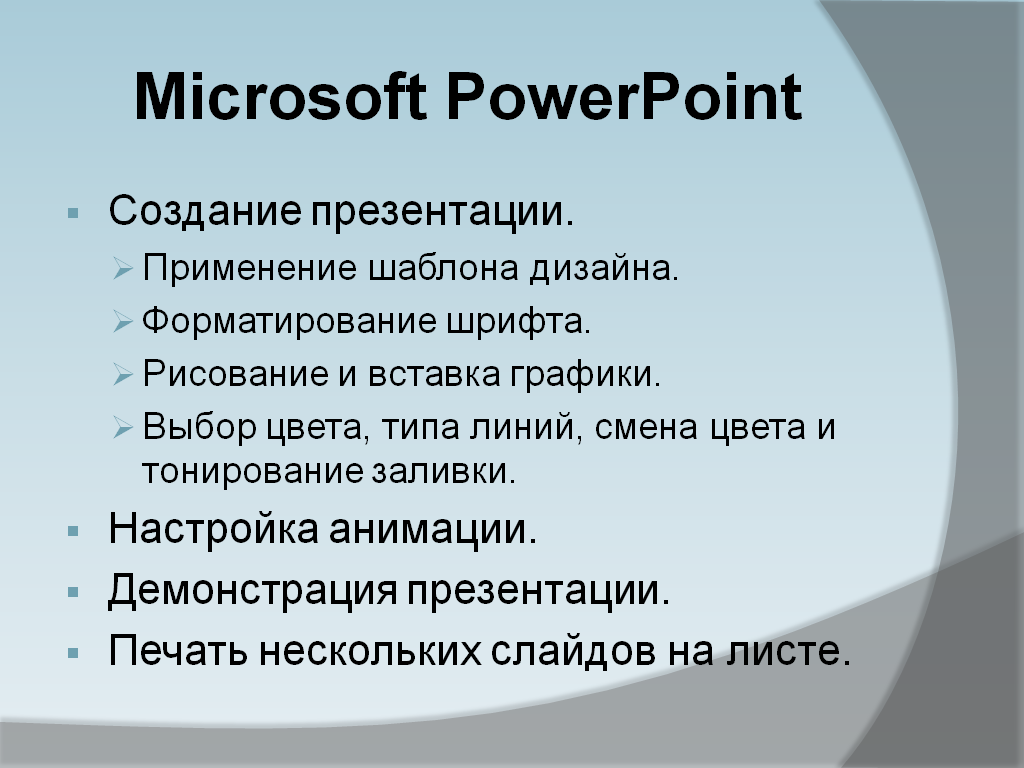 Microsoft PowerPoint
Создание презентации.
Применение шаблона дизайна.
Форматирование шрифта.
Рисование и вставка графики.
Выбор цвета, типа линий, смена цвета и
тонирование заливки.
Настройка анимации.
Демонстрация презентации.
Печать нескольких слайдов на листе.